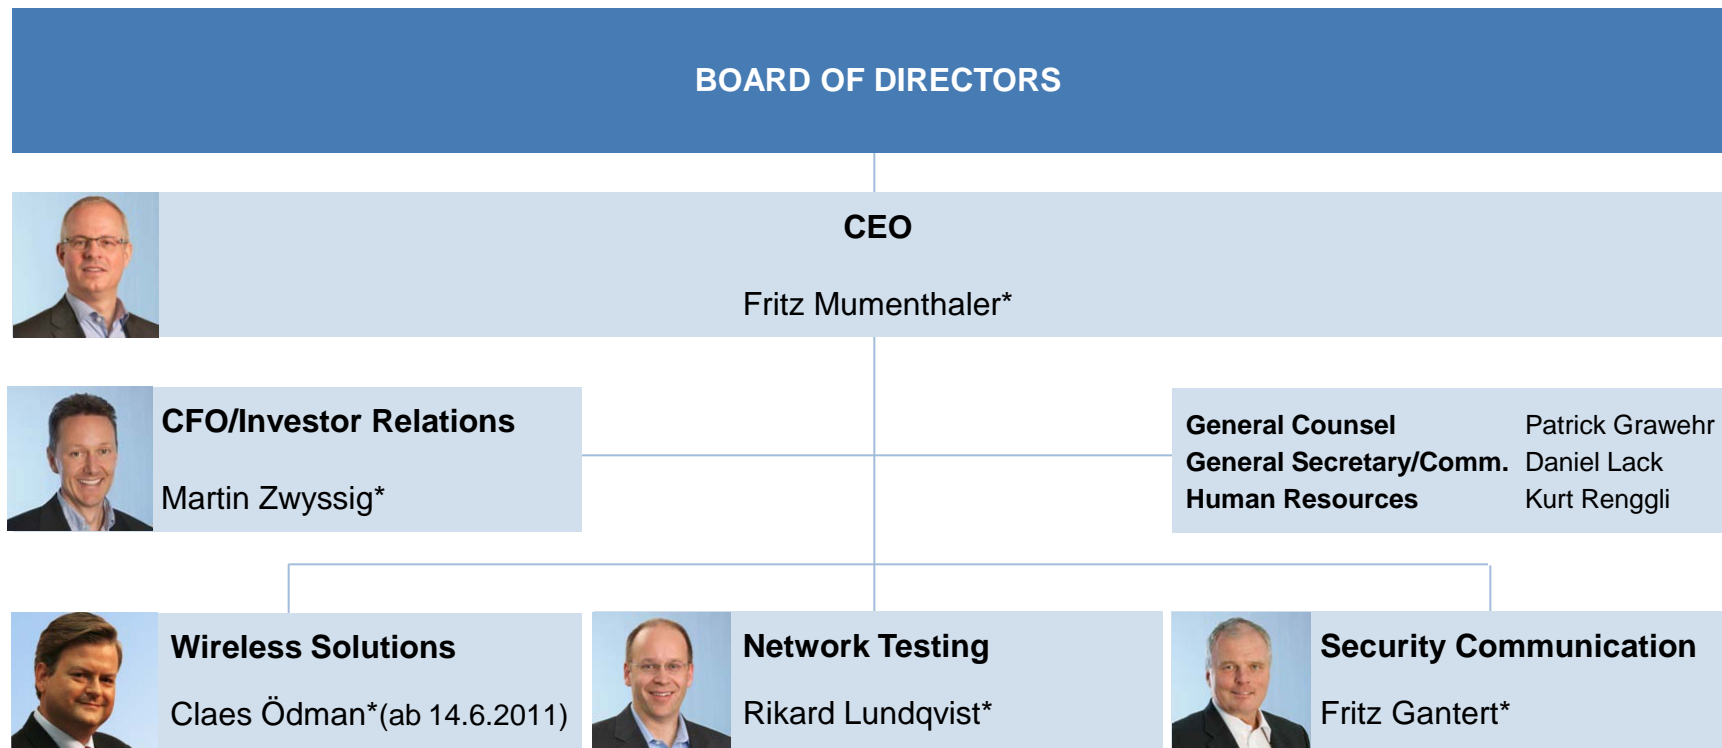 BOARD OF DIRECTORS
CEO
Fritz Mumenthaler*
CFO/Investor Relations
Martin Zwyssig*
General Counsel Patrick Grawehr
General Secretary/Comm. Daniel Lack
Human Resources Kurt Renggli
Wireless Solutions
Claes Ödman*(ab 14.6.2011)
Network Testing
Rikard Lundqvist*
Security Communication
Fritz Gantert*